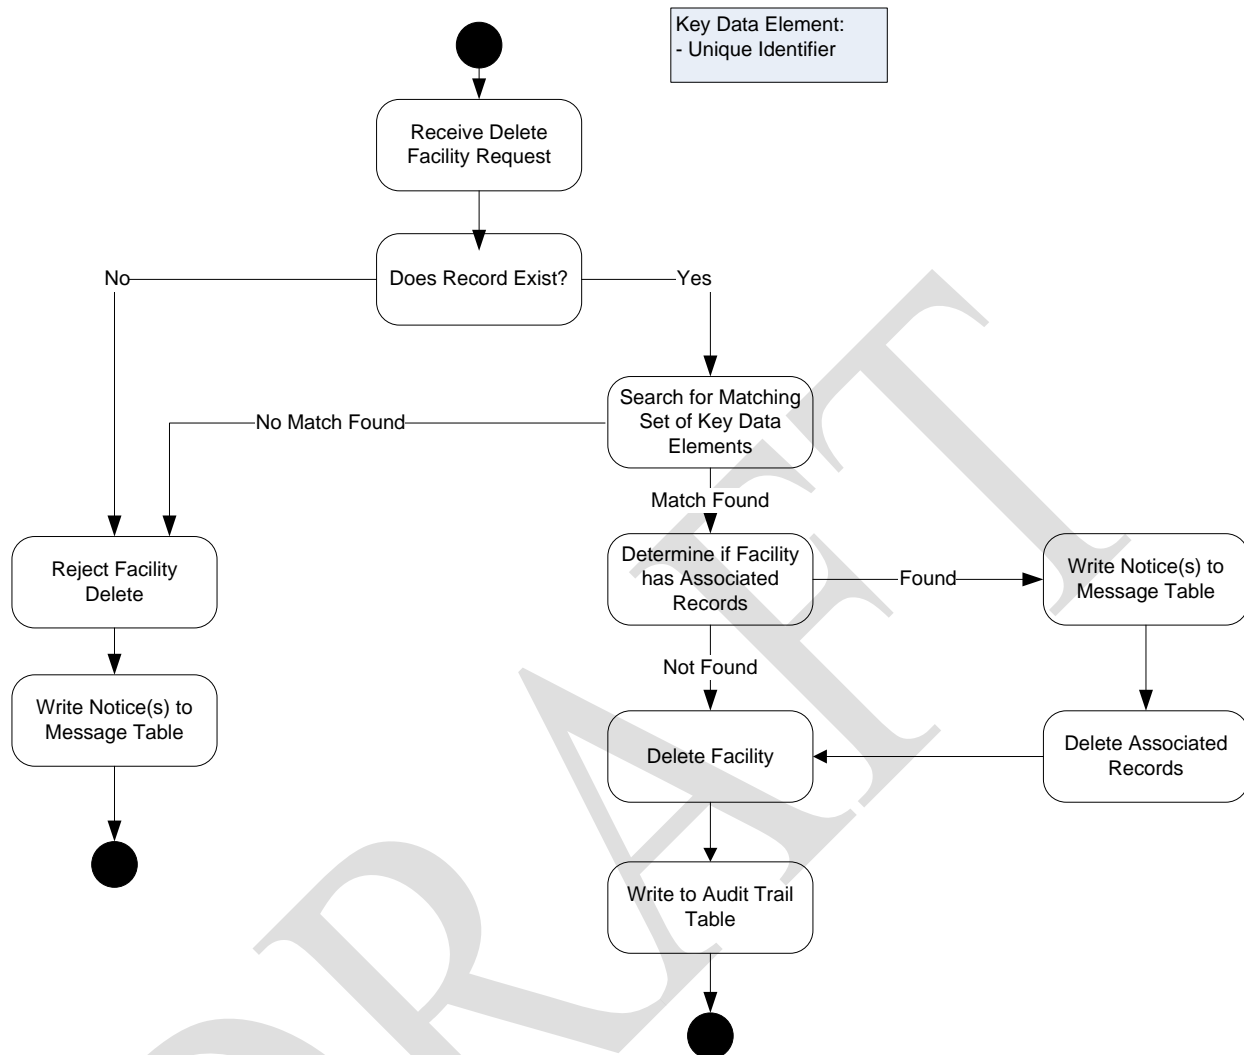 Key Data Element:
- Unique Identifier
Receive Delete
Facility Request
Does Record Exist?
No
Yes
Search for Matching
Set of Key Data
Elements
No Match Found
Match Found
Reject Facility
Delete
Determine if Facility
has Associated
Records
Found
Write Notice(s) to
Message Table
Not Found
Write Notice(s) to
Message Table
Delete Facility
Delete Associated
Records
Write to Audit Trail
Table
DRAFT